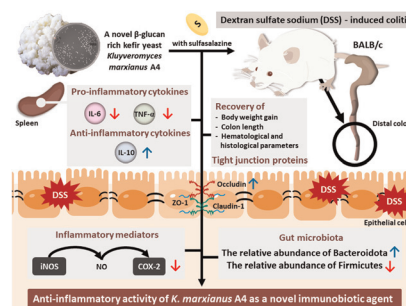 Dextran sulfate sodium (DSS) - induced coliti
A novel β-glucan
rich kefir yeast
Kluyveromyces
marxianus A4
S
with sulfasalazine
BALB/c
Spleen
Pro-inflammatory cytokines
IL-6
TNF-α
Anti-inflammatory cytokines
IL-10
Recovery of
- Body weight gain
- Colon length
- Hematological and
histological parameters
Distal colo
Tight junction proteins
DSS
Occludin
ZO-1
Claudin-1
DSS
DSS
Epithelial cel
Inflammatory mediators
iNOS
NO
COX-2
Gut microbiota
The relative abundance of Bacteroidota
The relative abundance of Firmicutes
Anti-inflammatory activity of K. marxianus A4 as a novel immunobiotic agent